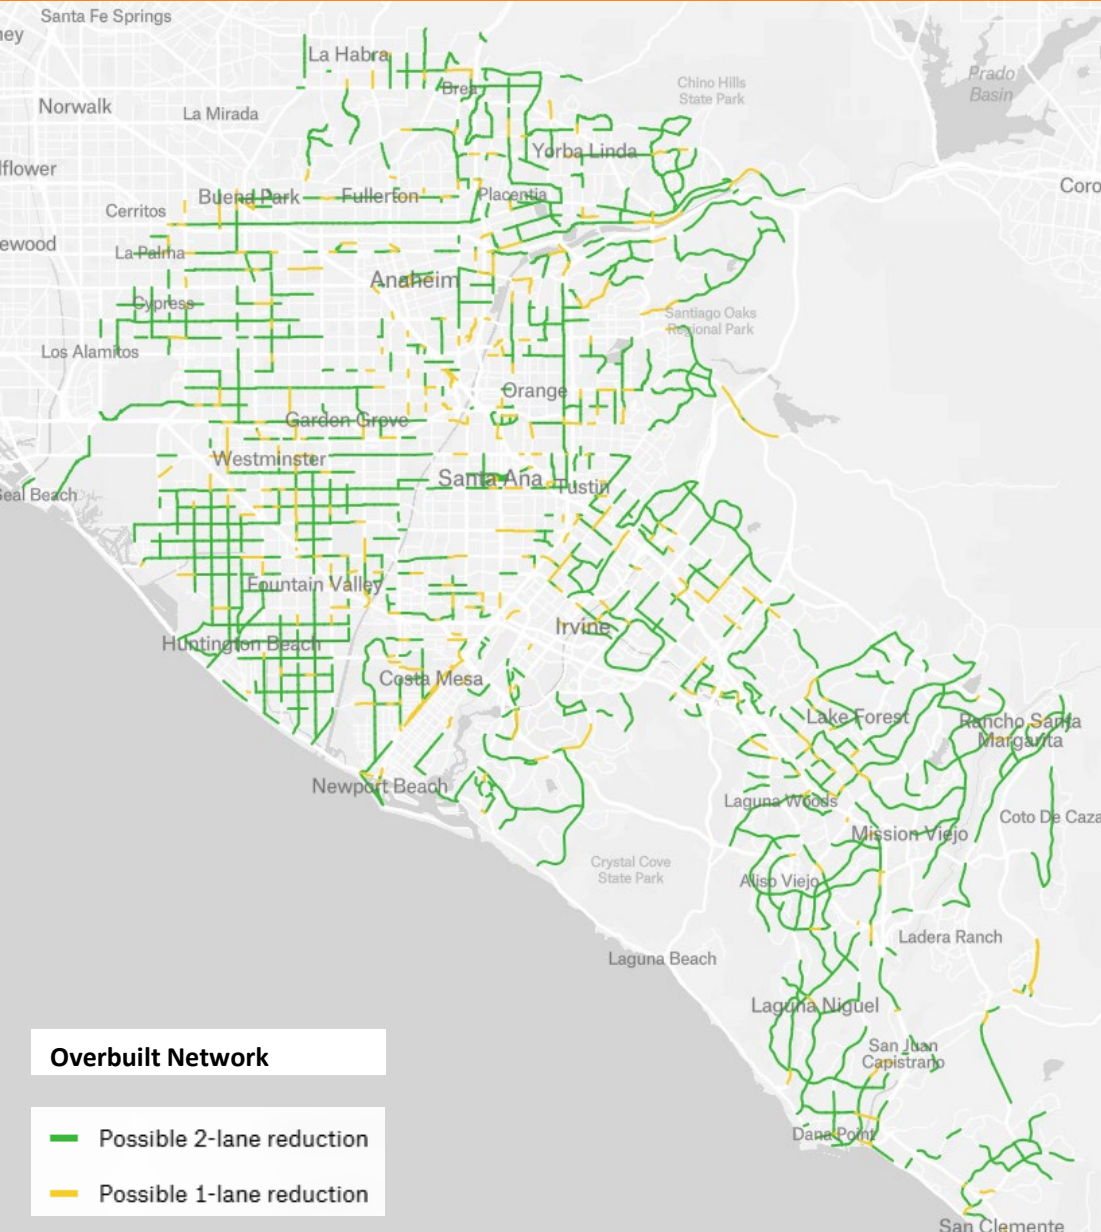 Santa Fe Springs
ney
La Habra
Brea
Chino Hills
State Park
Prado
Basin
Norwalk
La Mirada
Yorba Linda
lflower
Coro
Buena Park
Fullerton
Placentia
Cerritos
ewood
La Palma
Anaheim
Cypress
Santiago Oaks
Regional Park
Los Alamitos
Orange
Garden Grove
Westminster
Santa Ana
Tustin
Seal Beach
Fountain Valley
Irvine
Huntington Beach
Costa Mesa
Lake Forest
Rancho Santa
Margarita
Newport Beach
Laguna Woods
Coto De Caza
Mission Viejo
Crystal Cove
State Park
Aliso Viejo
Ladera Ranch
Laguna Beach
Laguna Niguel
San Juan
Capistrano
Overbuilt Network
Possible 2-lane reduction
Dana Point
Possible 1-lane reduction
San Clemente